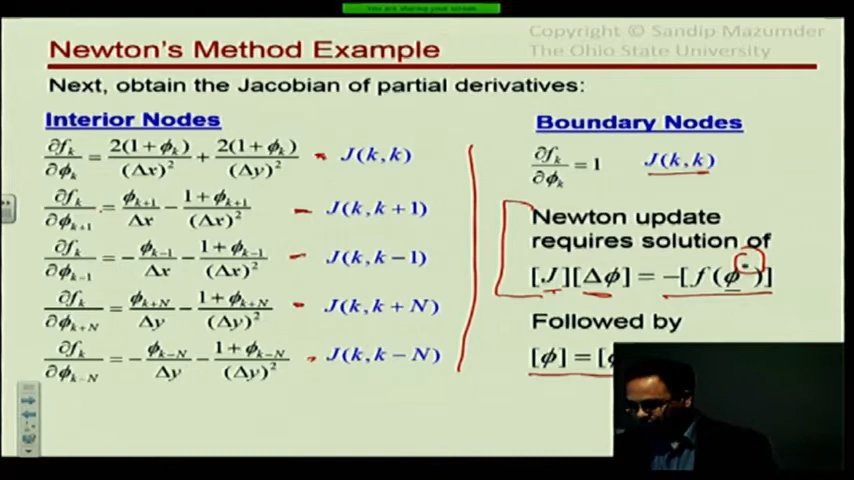 You are sharing your screen
Copyright © Sandip Mazumder
The Ohio State University
Newton's Method Example
Next, obtain the Jacobian of partial derivatives:
Interior Nodes
∂f_k/∂φ_k = 2(1+φ_k)/(Δx)² + 2(1+φ_k)/(Δy)² J(k,k)
∂f_k/∂φ_{k+1} = φ_{k+1}/Δx − (1+φ_{k+1})/(Δx)² J(k,k+1)
∂f_k/∂φ_{k−1} = −φ_{k−1}/Δx − (1+φ_{k−1})/(Δx)² J(k,k−1)
∂f_k/∂φ_{k+N} = φ_{k+N}/Δy − (1+φ_{k+N})/(Δy)² J(k,k+N)
∂f_k/∂φ_{k−N} = −φ_{k−N}/Δy − (1+φ_{k−N})/(Δy)² J(k,k−N)
Boundary Nodes
∂f_k/∂φ_k = 1 J(k,k)
Newton update
requires solution of
[J][Δφ] = −[f(φ*)]
Followed by
[φ] = [φ